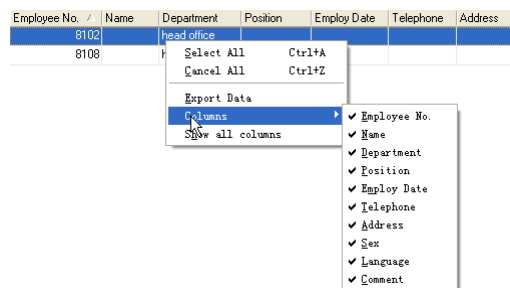 Employee No. Name Department Position Employ Date Telephone Address
8102 head office
8108 h
Select All Ctrl+A
Cancel All Ctrl+Z
Export Data
Columns
Show all columns
Employee No.
Name
Department
Position
Employ Date
Telephone
Address
Sex
Language
Comment